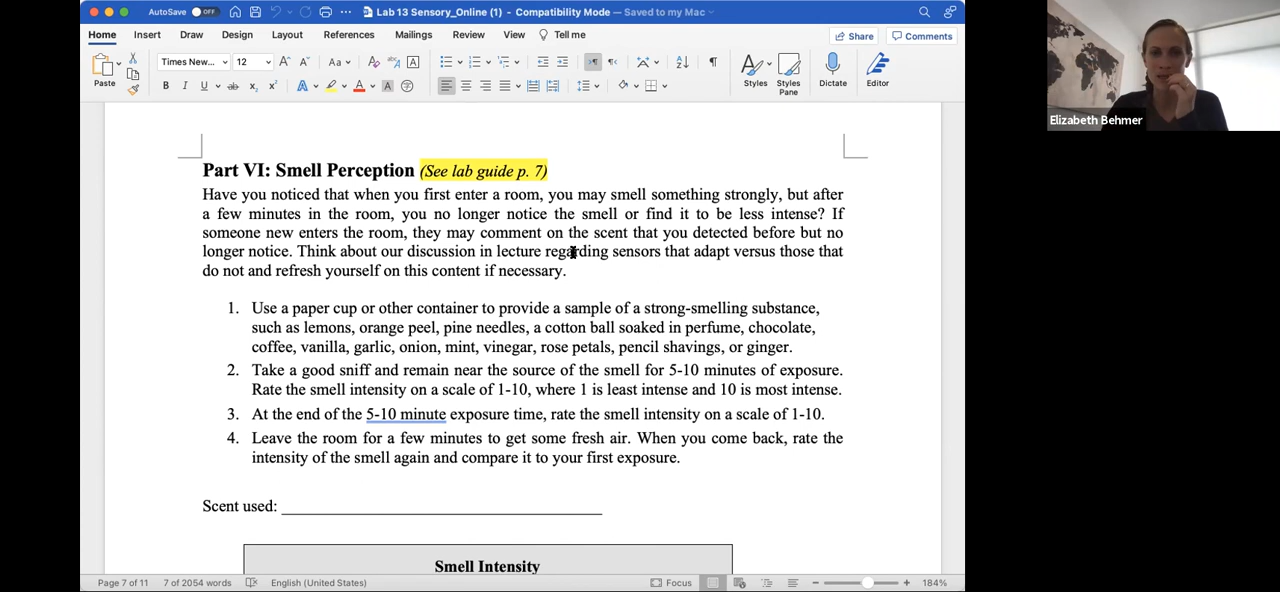 AutoSave OFF Lab 13 Sensory_Online (1) - Compatibility Mode — Saved to my Mac
Home Insert Draw Design Layout References Mailings Review View Tell me Share Comments
Times New... 12 Aa A
Paste B U ab x₂ x² A A A Styles Styles Pane Dictate Editor
Elizabeth Behmer
Part VI: Smell Perception (See lab guide p. 7)
Have you noticed that when you first enter a room, you may smell something strongly, but after
a few minutes in the room, you no longer notice the smell or find it to be less intense? If
someone new enters the room, they may comment on the scent that you detected before but no
longer notice. Think about our discussion in lecture regarding sensors that adapt versus those that
do not and refresh yourself on this content if necessary.
1. Use a paper cup or other container to provide a sample of a strong-smelling substance,
such as lemons, orange peel, pine needles, a cotton ball soaked in perfume, chocolate,
coffee, vanilla, garlic, onion, mint, vinegar, rose petals, pencil shavings, or ginger.
2. Take a good sniff and remain near the source of the smell for 5-10 minutes of exposure.
Rate the smell intensity on a scale of 1-10, where 1 is least intense and 10 is most intense.
3. At the end of the 5-10 minute exposure time, rate the smell intensity on a scale of 1-10.
4. Leave the room for a few minutes to get some fresh air. When you come back, rate the
intensity of the smell again and compare it to your first exposure.
Scent used: ________________________________
Smell Intensity
Page 7 of 11 7 of 2054 words English (United States) Focus 184%